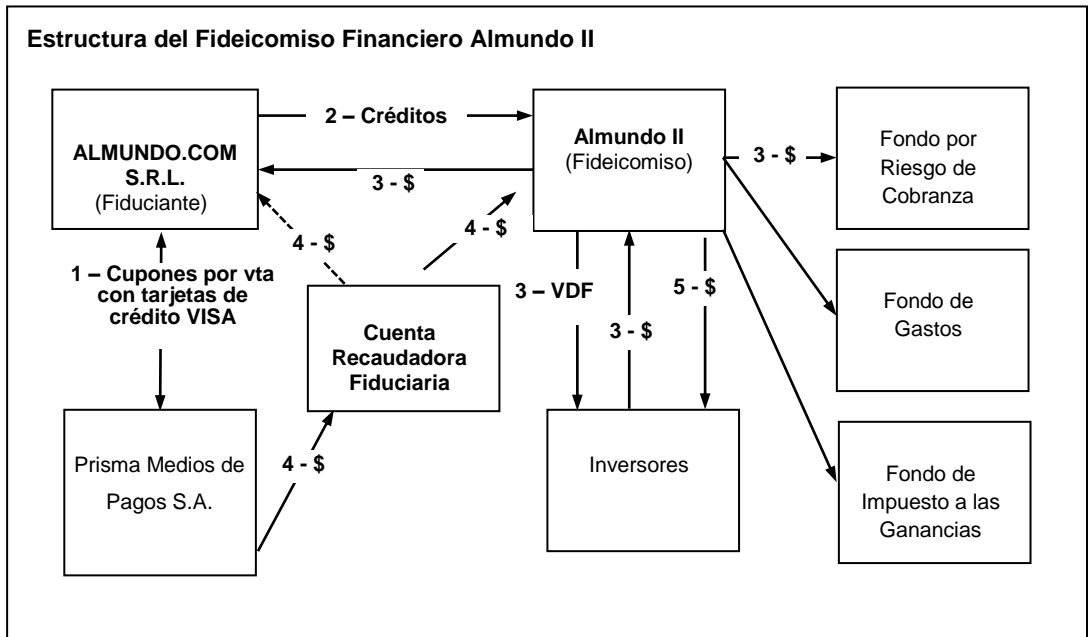 Estructura del Fideicomiso Financiero Almundo II
ALMUNDO.COM
S.R.L.
(Fiduciante)
2 – Créditos
3 - $
Almundo II
(Fideicomiso)
3 - $
Fondo por
Riesgo de
Cobranza
4 - $
4 - $
1 – Cupones por vta
con tarjetas de
crédito VISA
Cuenta
Recaudadora
Fiduciaria
3 – VDF
3 - $
5 - $
Fondo de
Gastos
Prisma Medios de
Pagos S.A.
4 - $
Inversores
Fondo de
Impuesto a las
Ganancias